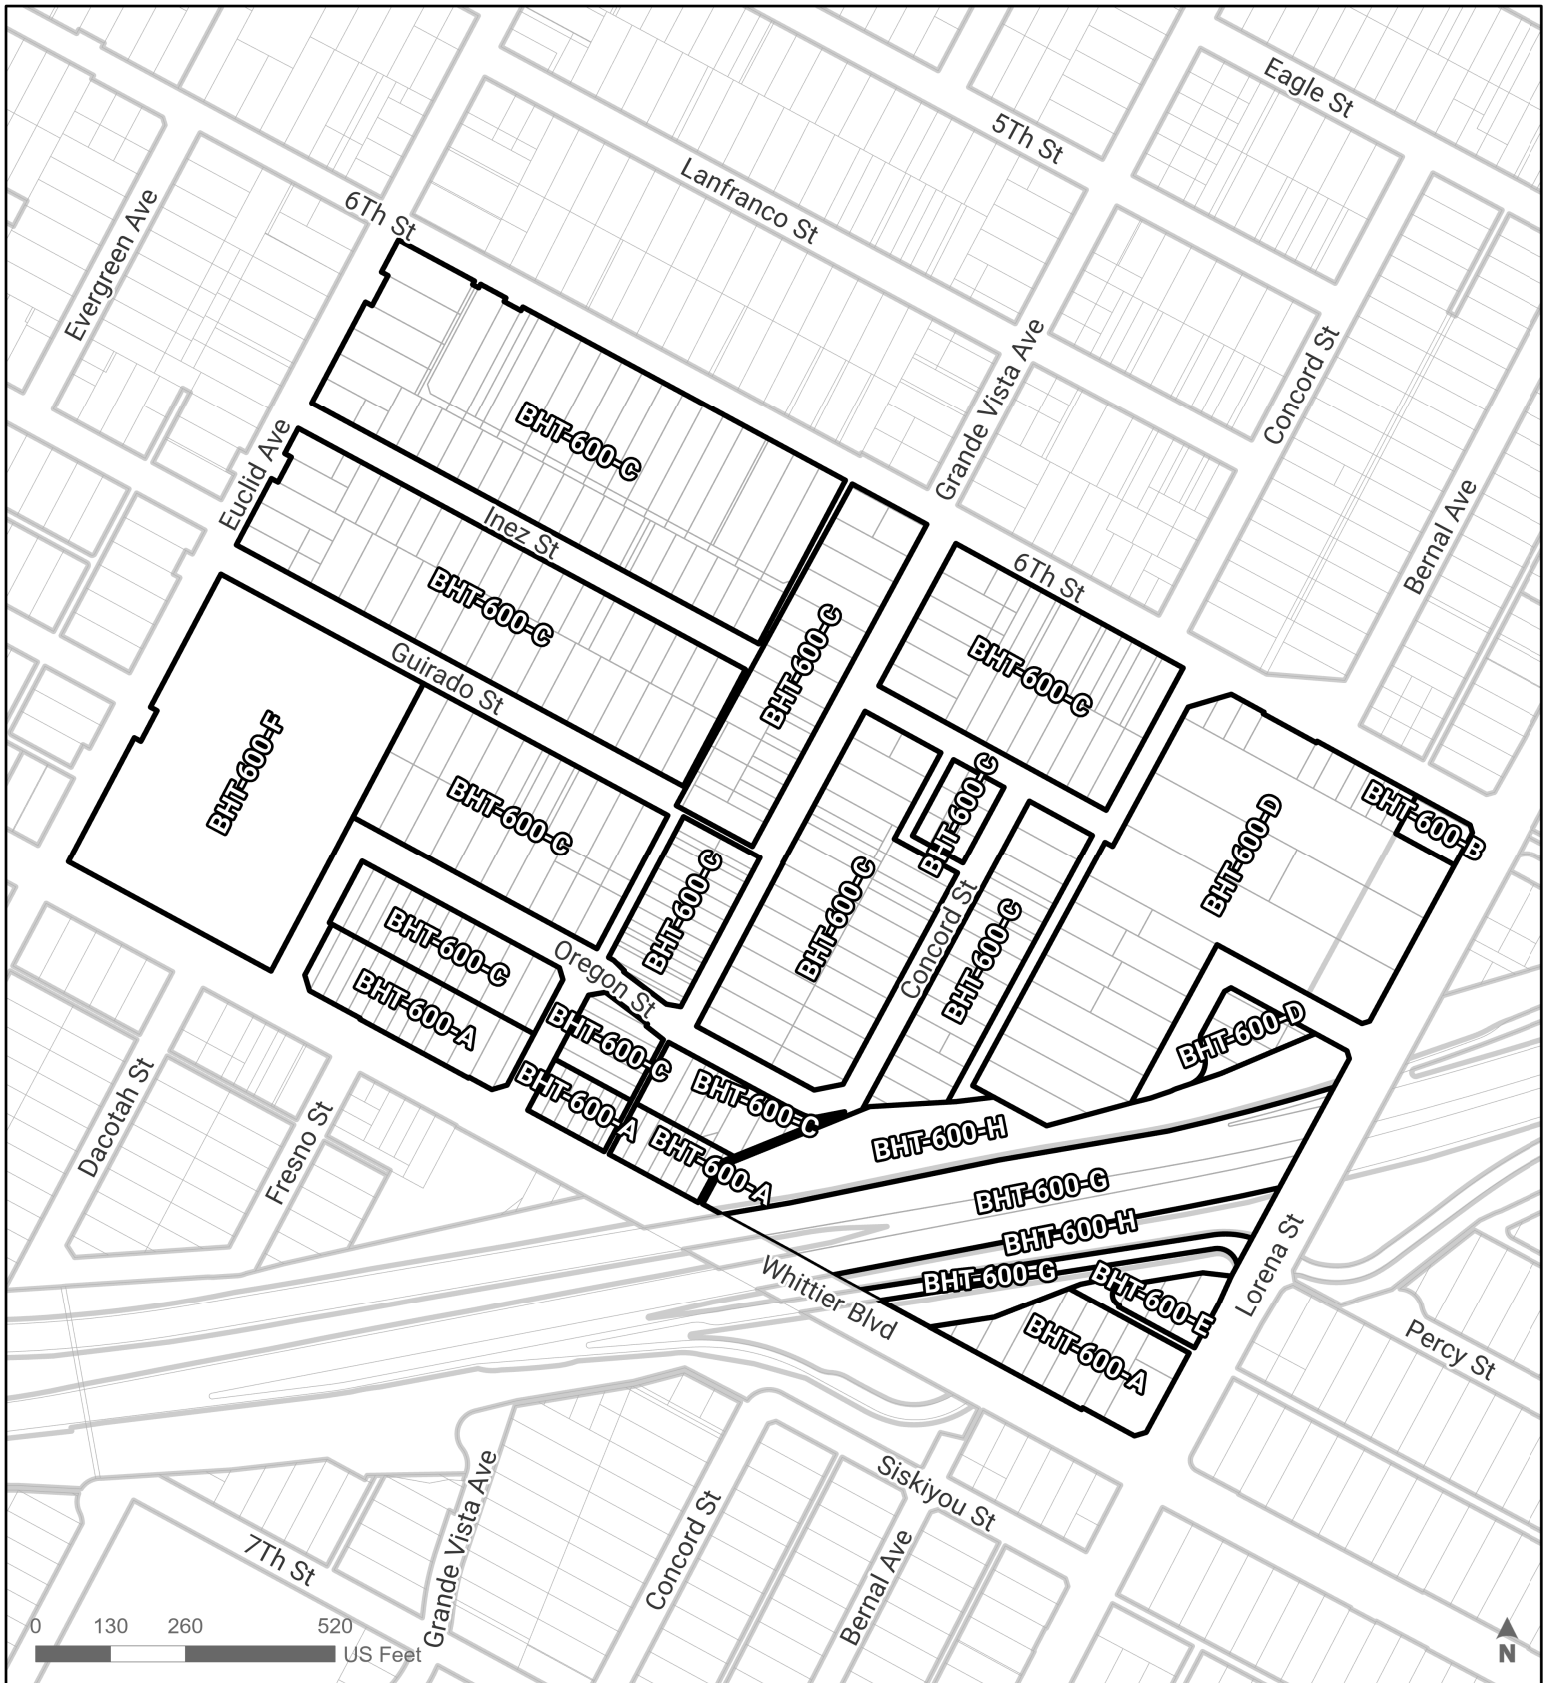 Eagle St
5Th St
Lanfranco St
6Th St
Evergreen Ave
Grande Vista Ave
Concord St
Euclid Ave
BHT-600-C
Inez St
Bernal Ave
6Th St
BHT-600-C
BHT-600-C
BHT-600-C
Guirado St
BHT-600-F
BHT-600-C
BHT-600-C
BHT-600-D
BHT-600-B
BHT-600-C
BHT-600-C
Concord St
BHT-600-C
BHT-600-C
Oregon St
BHT-600-A
BHT-600-C
BHT-600-D
BHT-600-C
BHT-600-A
BHT-600-A
BHT-600-H
Dacotah St
Fresno St
BHT-600-G
BHT-600-H
BHT-600-G
BHT-600-E
Lorena St
Whittier Blvd
BHT-600-A
Percy St
Siskiyou St
Grande Vista Ave
Concord St
Bernal Ave
7Th St
0 130 260 520
US Feet
N